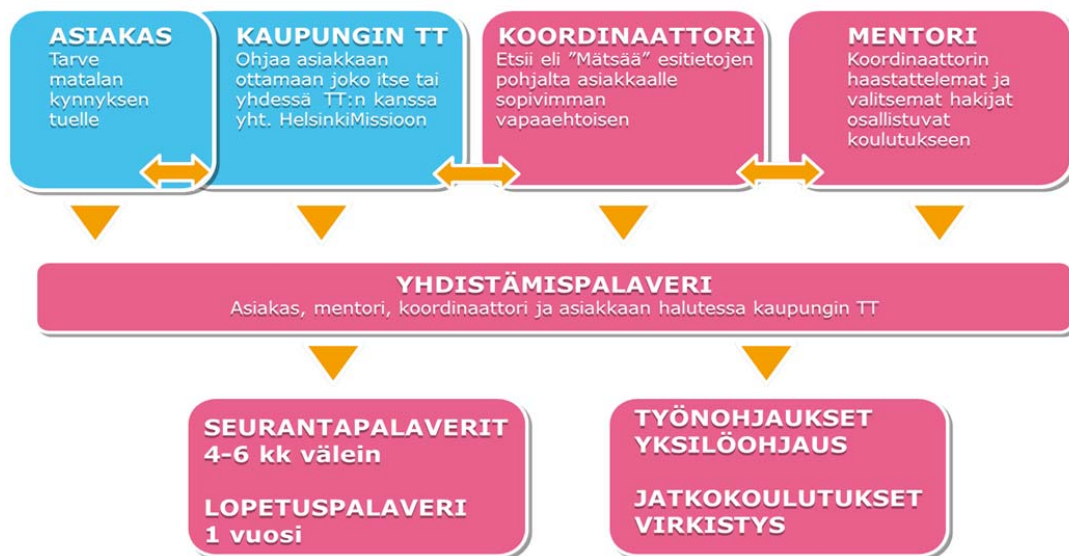 ASIAKAS
Tarve
matalan
kynnyksen
tuelle
KAUPUNGIN TT
Ohjaa asiakkaan
ottamaan joko itse tai
yhdessä TT:n kanssa
yht. HelsinkiMissioon
KOORDINAATTORI
Etsii eli ”Mätsää” esitietojen
pohjalta asiakkaalle
sopivimman
vapaaehtoisen
MENTORI
Koordinaattorin
haastattelemat ja
valitsemat hakijat
osallistuvat
koulutukseen
YHDISTÄMISPALAVERI
Asiakas, mentori, koordinaattori ja asiakkaan halutessa kaupungin TT
SEURANTAPALAVERIT
4-6 kk välein
LOPETUSPALAVERI
1 vuosi
TYÖNOHJAUKSET
YKSILÖOHJAUS
JATKOKOULUTUKSET
VIRKISTYS